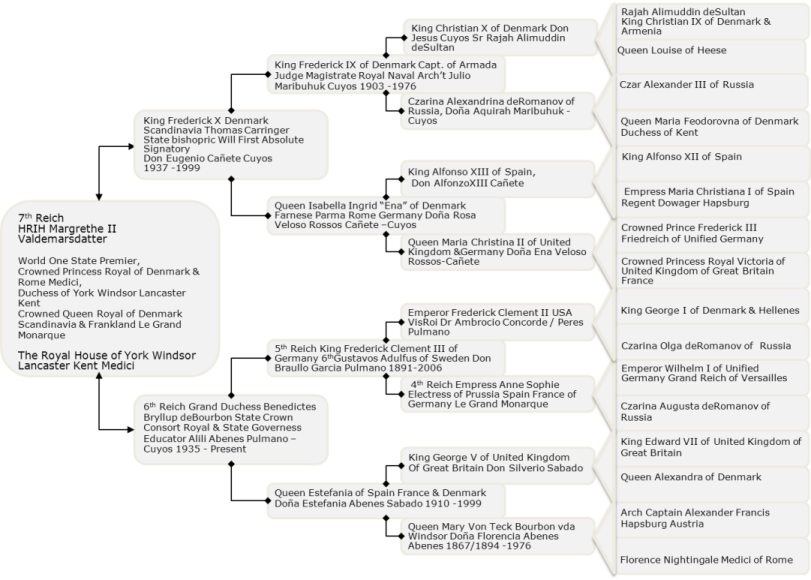 7th Reich
HRIH Margrethe II
Valdemarsdatter
World One State Premier,
Crowned Princess Royal of Denmark &
Rome Medici,
Duchess of York Windsor Lancaster
Kent
Crowned Queen Royal of Denmark
Scandinavia & Frankland Le Grand
Monarque
The Royal House of York Windsor
Lancaster Kent Medici
King Frederick X Denmark
Scandinavia Thomas Carringer
State bishopric Will First Absolute
Signatory
Don Eugenio Cañete Cuyos
1937 -1999
6th Reich Grand Duchess Benedictes
Bryllup deBourbon State Crown
Consort Royal & State Governess
Educator Alili Abenes Pulmano –
Cuyos 1935 - Present
King Frederick IX of Denmark Capt. of Armada
Judge Magistrate Royal Naval Arch't Julio
Maribuhuk Cuyos 1903 -1976
Queen Isabella Ingrid "Ena" of Denmark
Farnese Parma Rome Germany Doña Rosa
Veloso Rossos Cañete –Cuyos
5th Reich King Frederick Clement III of
Germany 6thGustavos Adulfus of Sweden Don
Braullo Garcia Pulmano 1891-2006
Queen Estefania of Spain France & Denmark
Doña Estefania Abenes Sabado 1910 -1999
King Christian X of Denmark Don
Jesus Cuyos Sr Rajah Alimuddin
deSultan
Czarina Alexandrina deRomanov of
Russia, Doña Aquirah Maribuhuk -
Cuyos
King Alfonso XIII of Spain,
Don AlfonzoXIII Cañete
Queen Maria Christina II of United
Kingdom &Germany Doña Ena Veloso
Rossos-Cañete
Emperor Frederick Clement II USA
VisRoi Dr Ambrocio Concorde / Peres
Pulmano
4th Reich Empress Anne Sophie
Electress of Prussia Spain France of
Germany Le Grand Monarque
King George V of United Kingdom
Of Great Britain Don Silverio Sabado
Queen Mary Von Teck Bourbon vda
Windsor Doña Florencia Abenes
Abenes 1867/1894 -1976
Rajah Alimuddin deSultan
King Christian IX of Denmark &
Armenia
Queen Louise of Heese
Czar Alexander III of Russia
Queen Maria Feodorovna of Denmark
Duchess of Kent
King Alfonso XII of Spain
Empress Maria Christiana I of Spain
Regent Dowager Hapsburg
Crowned Prince Frederick III
Friedreich of Unified Germany
Crowned Princess Royal Victoria of
United Kingdom of Great Britain
France
King George I of Denmark & Hellenes
Czarina Olga deRomanov of Russia
Emperor Wilhelm I of Unified
Germany Grand Reich of Versailles
Czarina Augusta deRomanov of
Russia
King Edward VII of United Kingdom of
Great Britain
Queen Alexandra of Denmark
Arch Captain Alexander Francis
Hapsburg Austria
Florence Nightingale Medici of Rome